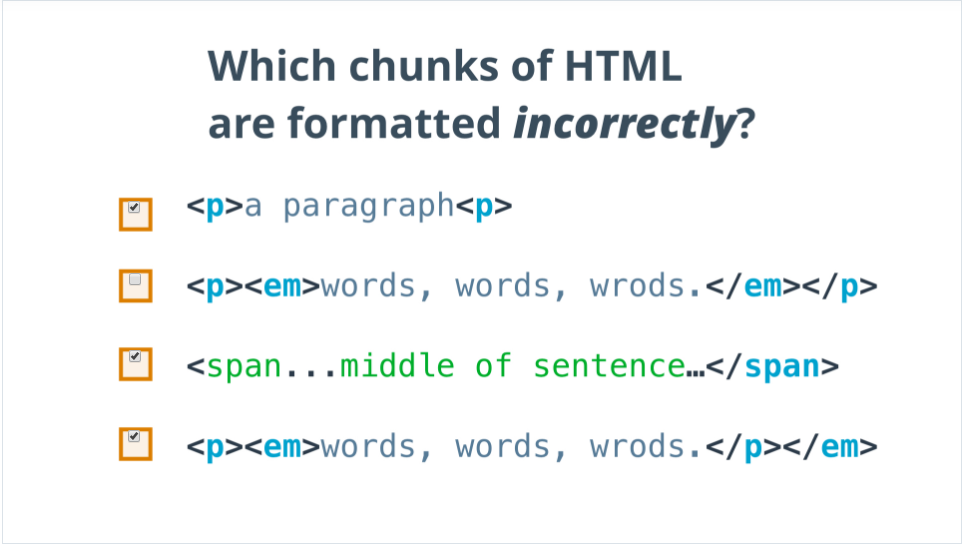 Which chunks of HTML
are formatted incorrectly?
<p>a paragraph<p>
<p><em>words, words, wrods.</em></p>
<span...middle of sentence…</span>
<p><em>words, words, wrods.</p></em>